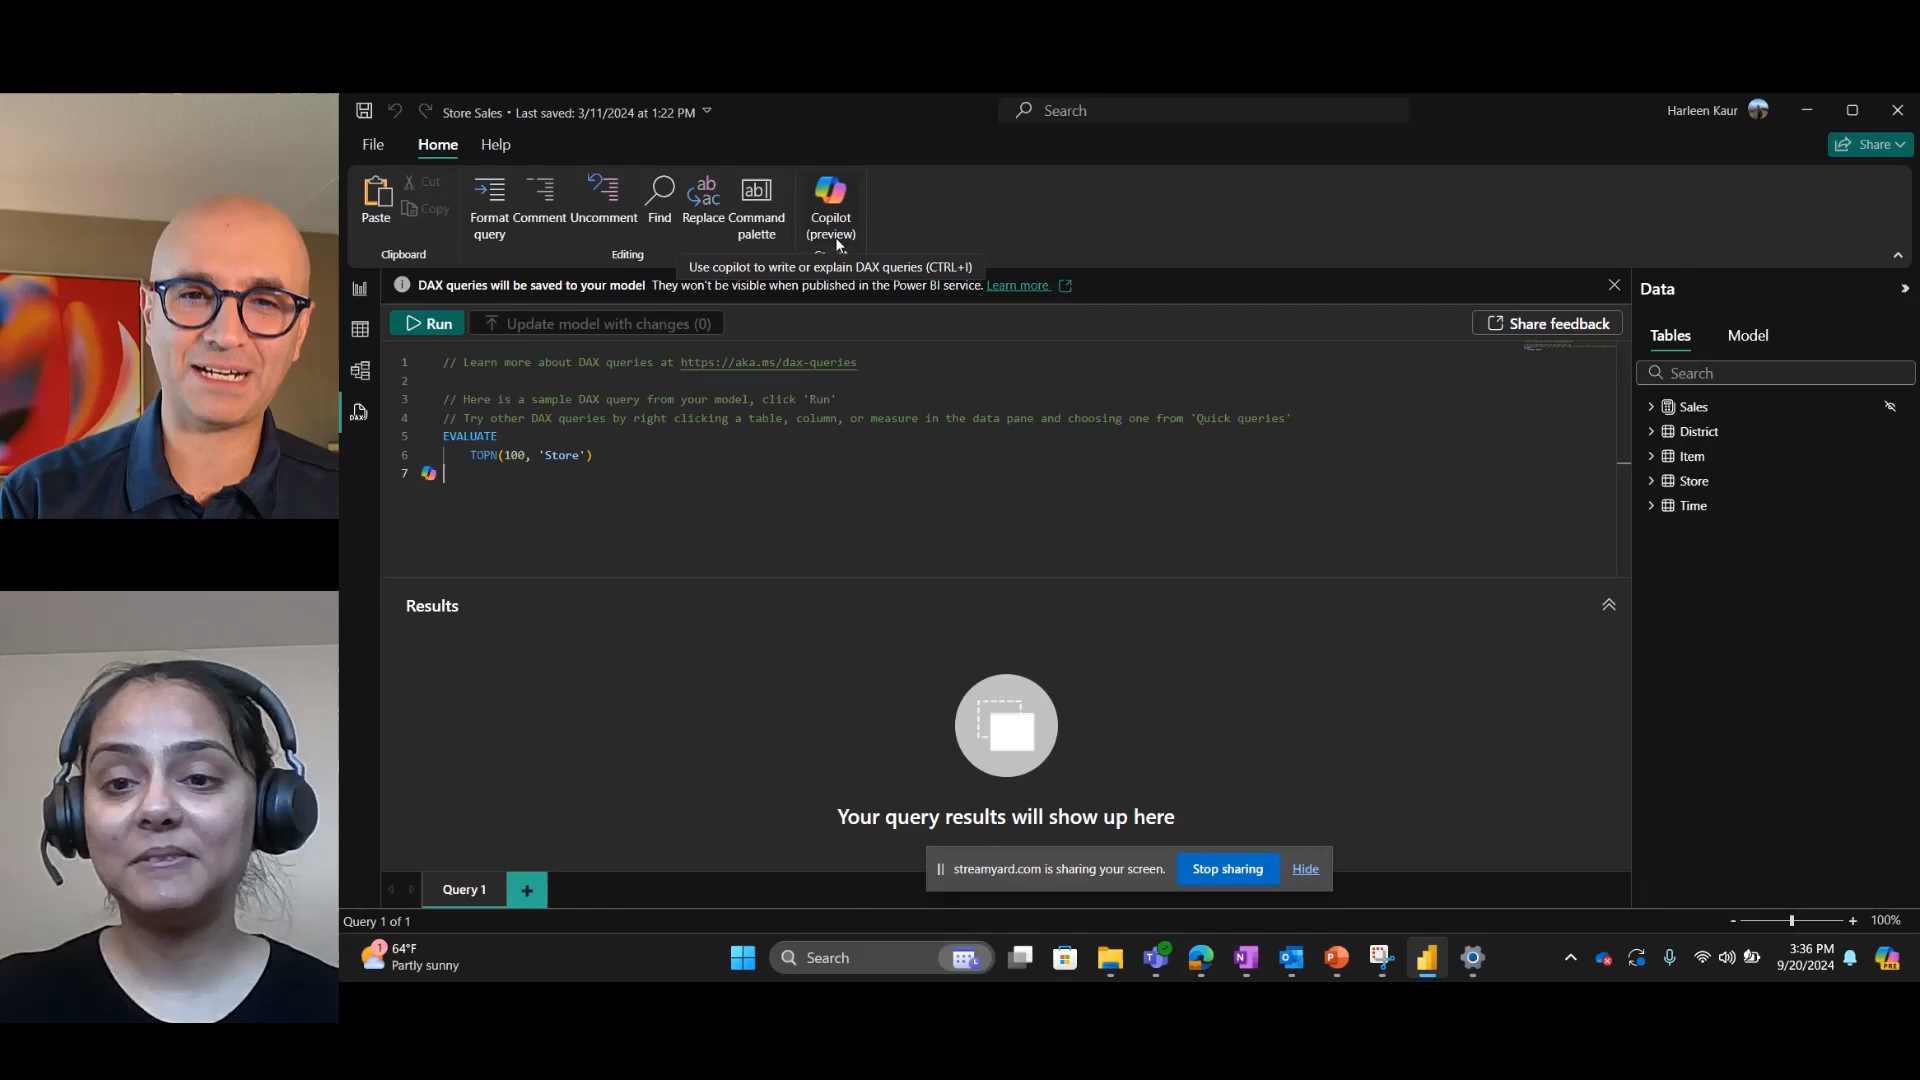 Store Sales • Last saved: 3/11/2024 at 1:22 PM
Search
Harleen Kaur
File
Home
Help
Share
Paste
Cut
Copy
Format query
Comment
Uncomment
Find
Replace
Command palette
Copilot (preview)
Clipboard
Editing
Use copilot to write or explain DAX queries (CTRL+I)
DAX queries will be saved to your model They won't be visible when published in the Power BI service. Learn more
Run
Update model with changes (0)
Share feedback
1 // Learn more about DAX queries at https://aka.ms/dax-queries
2
3 // Here is a sample DAX query from your model, click 'Run'
4 // Try other DAX queries by right clicking a table, column, or measure in the data pane and choosing one from 'Quick queries'
5 EVALUATE
6 TOPN(100, 'Store')
7
DAX
Data
Tables
Model
Search
Sales
District
Item
Store
Time
Results
Your query results will show up here
streamyard.com is sharing your screen.
Stop sharing
Hide
Query 1
+
Query 1 of 1
- + 100%
1
64°F
Partly sunny
Search
3:36 PM
9/20/2024
PRE